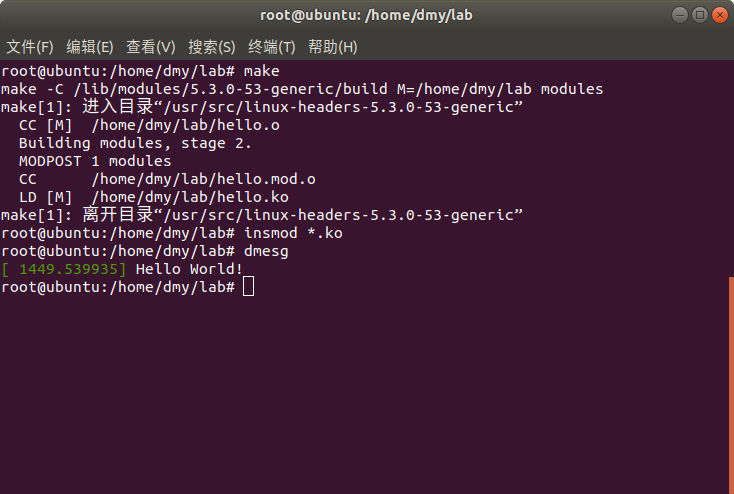 root@ubuntu: /home/dmy/lab
文件(F) 编辑(E) 查看(V) 搜索(S) 终端(T) 帮助(H)
root@ubuntu:/home/dmy/lab# make
make -C /lib/modules/5.3.0-53-generic/build M=/home/dmy/lab modules
make[1]: 进入目录“/usr/src/linux-headers-5.3.0-53-generic”
  CC [M]  /home/dmy/lab/hello.o
  Building modules, stage 2.
  MODPOST 1 modules
  CC      /home/dmy/lab/hello.mod.o
  LD [M]  /home/dmy/lab/hello.ko
make[1]: 离开目录“/usr/src/linux-headers-5.3.0-53-generic”
root@ubuntu:/home/dmy/lab# insmod *.ko
root@ubuntu:/home/dmy/lab# dmesg
[ 1449.539935] Hello World!
root@ubuntu:/home/dmy/lab#